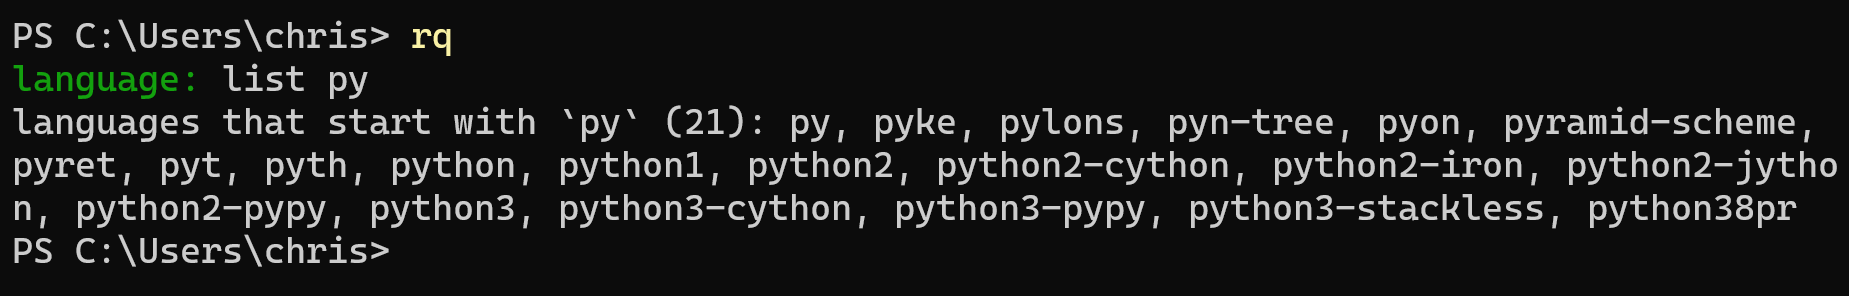 PS C:\Users\chris> rq
language: list py
languages that start with `py` (21): py, pyke, pylons, pyn-tree, pyon, pyramid-scheme,
pyret, pyt, pyth, python, python1, python2, python2-cython, python2-iron, python2-jytho
n, python2-pypy, python3, python3-cython, python3-pypy, python3-stackless, python38pr
PS C:\Users\chris>